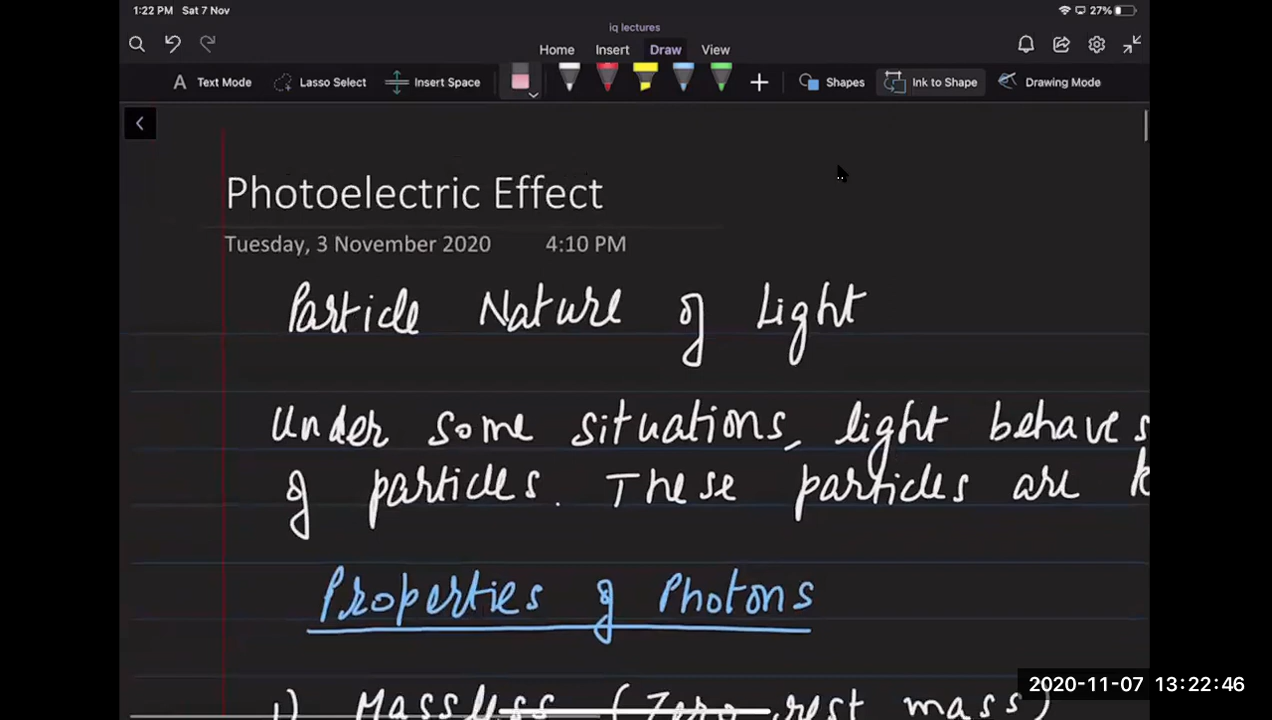 1:22 PM Sat 7 Nov 27%
iq lectures
Home Insert Draw View
Text Mode Lasso Select Insert Space Shapes Ink to Shape Drawing Mode
Photoelectric Effect
Tuesday, 3 November 2020 4:10 PM
Particle Nature of Light
Under some situations, light behaves
of particles. These particles are k
Properties of Photons
1) Massless (Zero rest mass)
2020-11-07 13:22:46